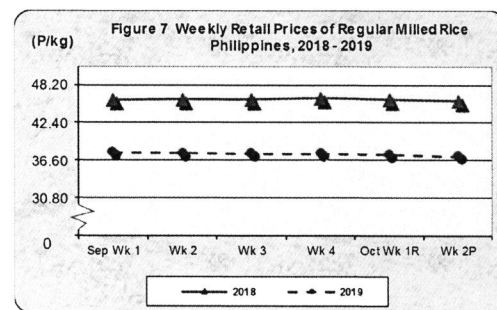 Figure 7 Weekly Retail Prices of Regular Milled Rice
Philippines, 2018 - 2019
(P/kg)
48.20
42.40
36.60
30.80
0
Sep Wk 1 Wk 2 Wk 3 Wk 4 Oct Wk 1R Wk 2P
2018 2019